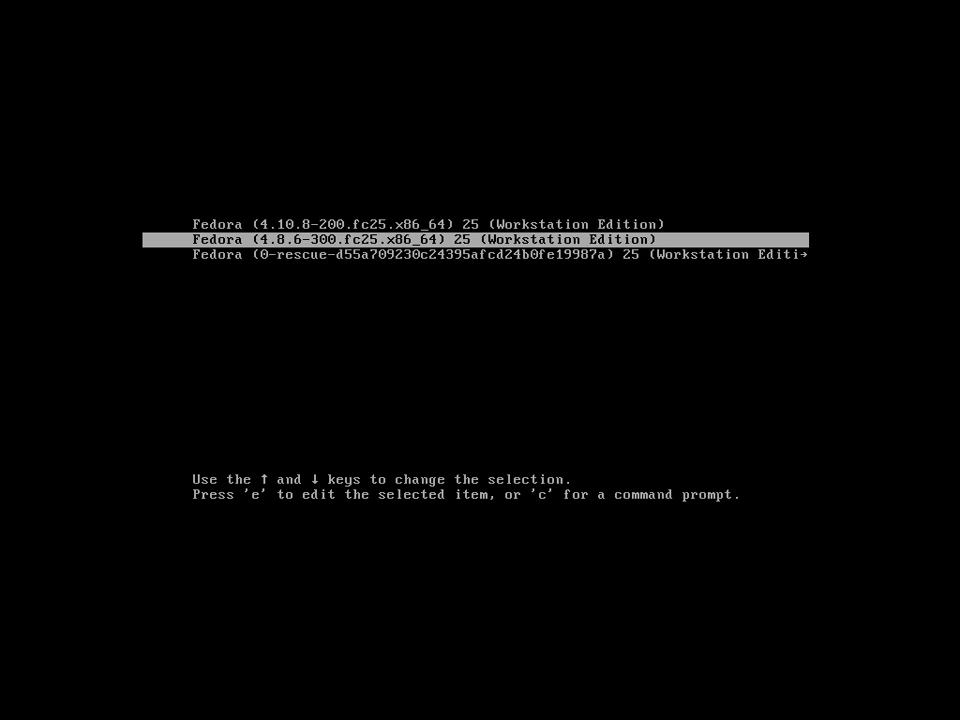 Fedora (4.10.8-200.fc25.x86_64) 25 (Workstation Edition)
Fedora (4.8.6-300.fc25.x86_64) 25 (Workstation Edition)
Fedora (0-rescue-d55a709230c24395afcd24b0fe19987a) 25 (Workstation Editi→
Use the ↑ and ↓ keys to change the selection.
Press 'e' to edit the selected item, or 'c' for a command prompt.